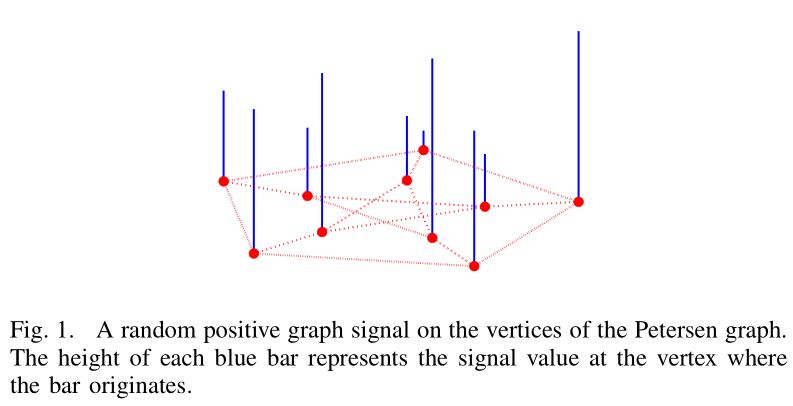 Fig. 1. A random positive graph signal on the vertices of the Petersen graph.
The height of each blue bar represents the signal value at the vertex where
the bar originates.